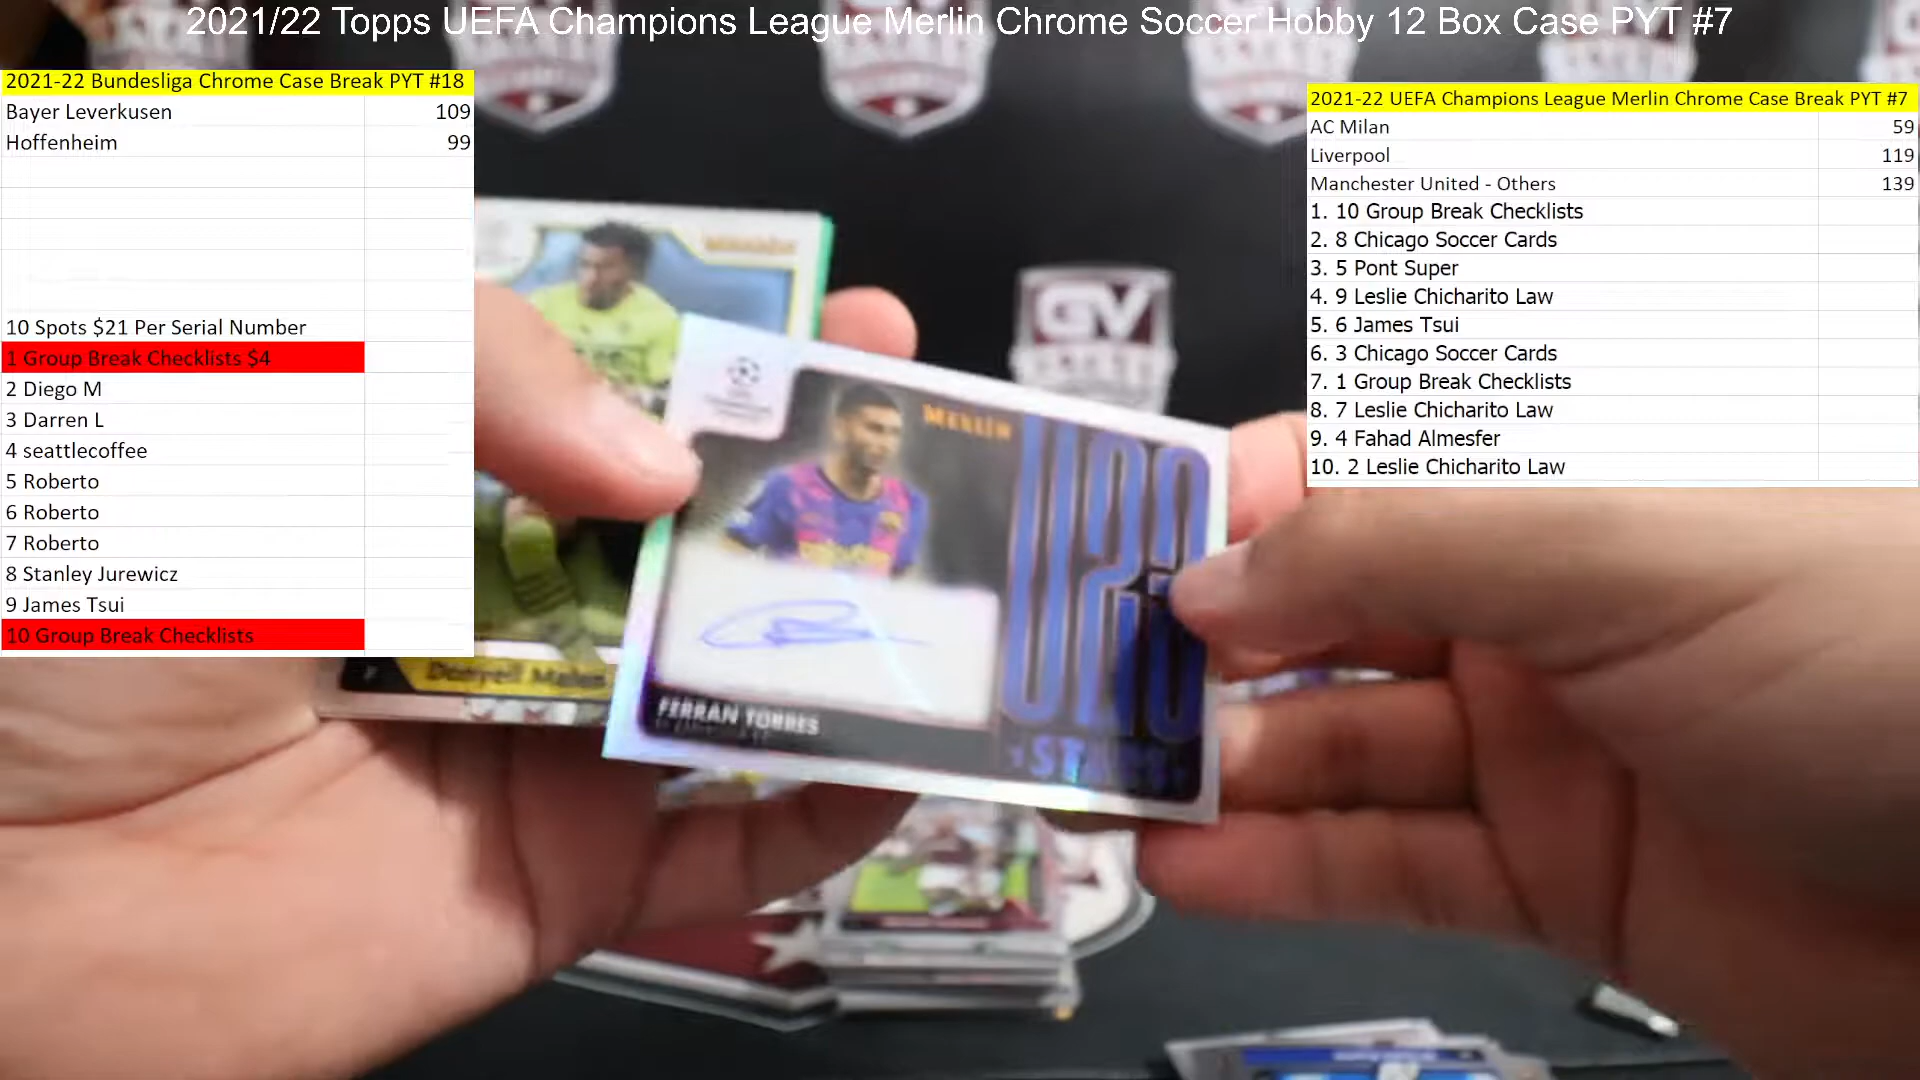 2021/22 Topps UEFA Champions League Merlin Chrome Soccer Hobby 12 Box Case PYT #7
2021-22 Bundesliga Chrome Case Break PYT #18
Bayer Leverkusen 109
Hoffenheim 99
10 Spots $21 Per Serial Number
1 Group Break Checklists $4
2 Diego M
3 Darren L
4 seattlecoffee
5 Roberto
6 Roberto
7 Roberto
8 Stanley Jurewicz
9 James Tsui
10 Group Break Checklists
2021-22 UEFA Champions League Merlin Chrome Case Break PYT #7
AC Milan 59
Liverpool 119
Manchester United - Others 139
1. 10 Group Break Checklists
2. 8 Chicago Soccer Cards
3. 5 Pont Super
4. 9 Leslie Chicharito Law
5. 6 James Tsui
6. 3 Chicago Soccer Cards
7. 1 Group Break Checklists
8. 7 Leslie Chicharito Law
9. 4 Fahad Almesfer
10. 2 Leslie Chicharito Law
GV
MERLIN
U23
STARS
FERRAN TORRES
Donyell Malen